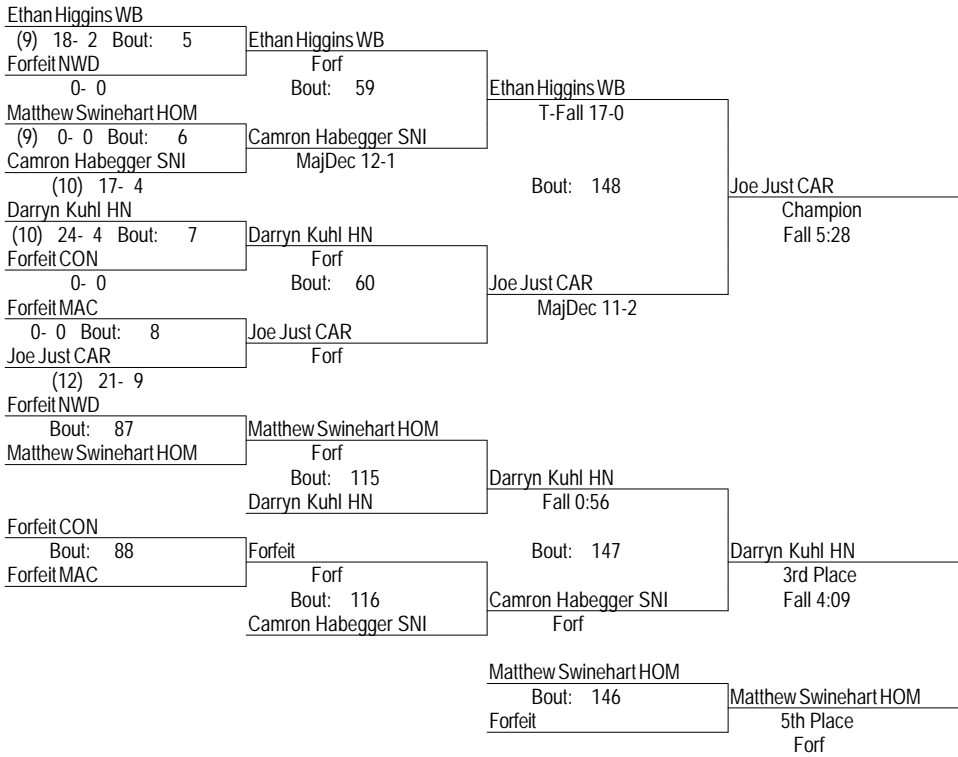 Ethan Higgins WB
(9) 18- 2 Bout: 5
Ethan Higgins WB
Forfeit NWD
Forf
0- 0
Bout: 59
Ethan Higgins WB
Matthew Swinehart HOM
T-Fall 17-0
(9) 0- 0 Bout: 6
Camron Habegger SNI
Camron Habegger SNI
MajDec 12-1
(10) 17- 4
Bout: 148
Joe Just CAR
Darryn Kuhl HN
Champion
(10) 24- 4 Bout: 7
Darryn Kuhl HN
Fall 5:28
Forfeit CON
Forf
0- 0
Bout: 60
Joe Just CAR
Forfeit MAC
MajDec 11-2
0- 0 Bout: 8
Joe Just CAR
Joe Just CAR
Forf
(12) 21- 9
Forfeit NWD
Bout: 87
Matthew Swinehart HOM
Matthew Swinehart HOM
Forf
Bout: 115
Darryn Kuhl HN
Darryn Kuhl HN
Fall 0:56
Forfeit CON
Bout: 88
Forfeit
Bout: 147
Darryn Kuhl HN
Forfeit MAC
Forf
3rd Place
Bout: 116
Camron Habegger SNI
Fall 4:09
Camron Habegger SNI
Forf
Matthew Swinehart HOM
Bout: 146
Matthew Swinehart HOM
Forfeit
5th Place
Forf